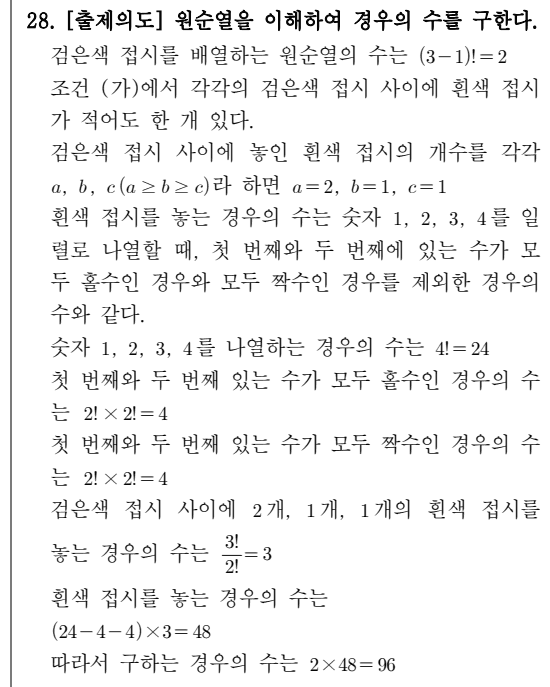 28. [출제의도] 원순열을 이해하여 경우의 수를 구한다.
검은색 접시를 배열하는 원순열의 수는 (3-1)!=2
조건 (가)에서 각각의 검은색 접시 사이에 흰색 접시
가 적어도 한 개 있다.
검은색 접시 사이에 놓인 흰색 접시의 개수를 각각
a, b, c(a≥b≥c)라 하면 a=2, b=1, c=1
흰색 접시를 놓는 경우의 수는 숫자 1, 2, 3, 4를 일
렬로 나열할 때, 첫 번째와 두 번째에 있는 수가 모
두 홀수인 경우와 모두 짝수인 경우를 제외한 경우의
수와 같다.
숫자 1, 2, 3, 4를 나열하는 경우의 수는 4!=24
첫 번째와 두 번째 있는 수가 모두 홀수인 경우의 수
는 2!×2!=4
첫 번째와 두 번째 있는 수가 모두 짝수인 경우의 수
는 2!×2!=4
검은색 접시 사이에 2개, 1개, 1개의 흰색 접시를
놓는 경우의 수는 3!/2!=3
흰색 접시를 놓는 경우의 수는
(24-4-4)×3=48
따라서 구하는 경우의 수는 2×48=96